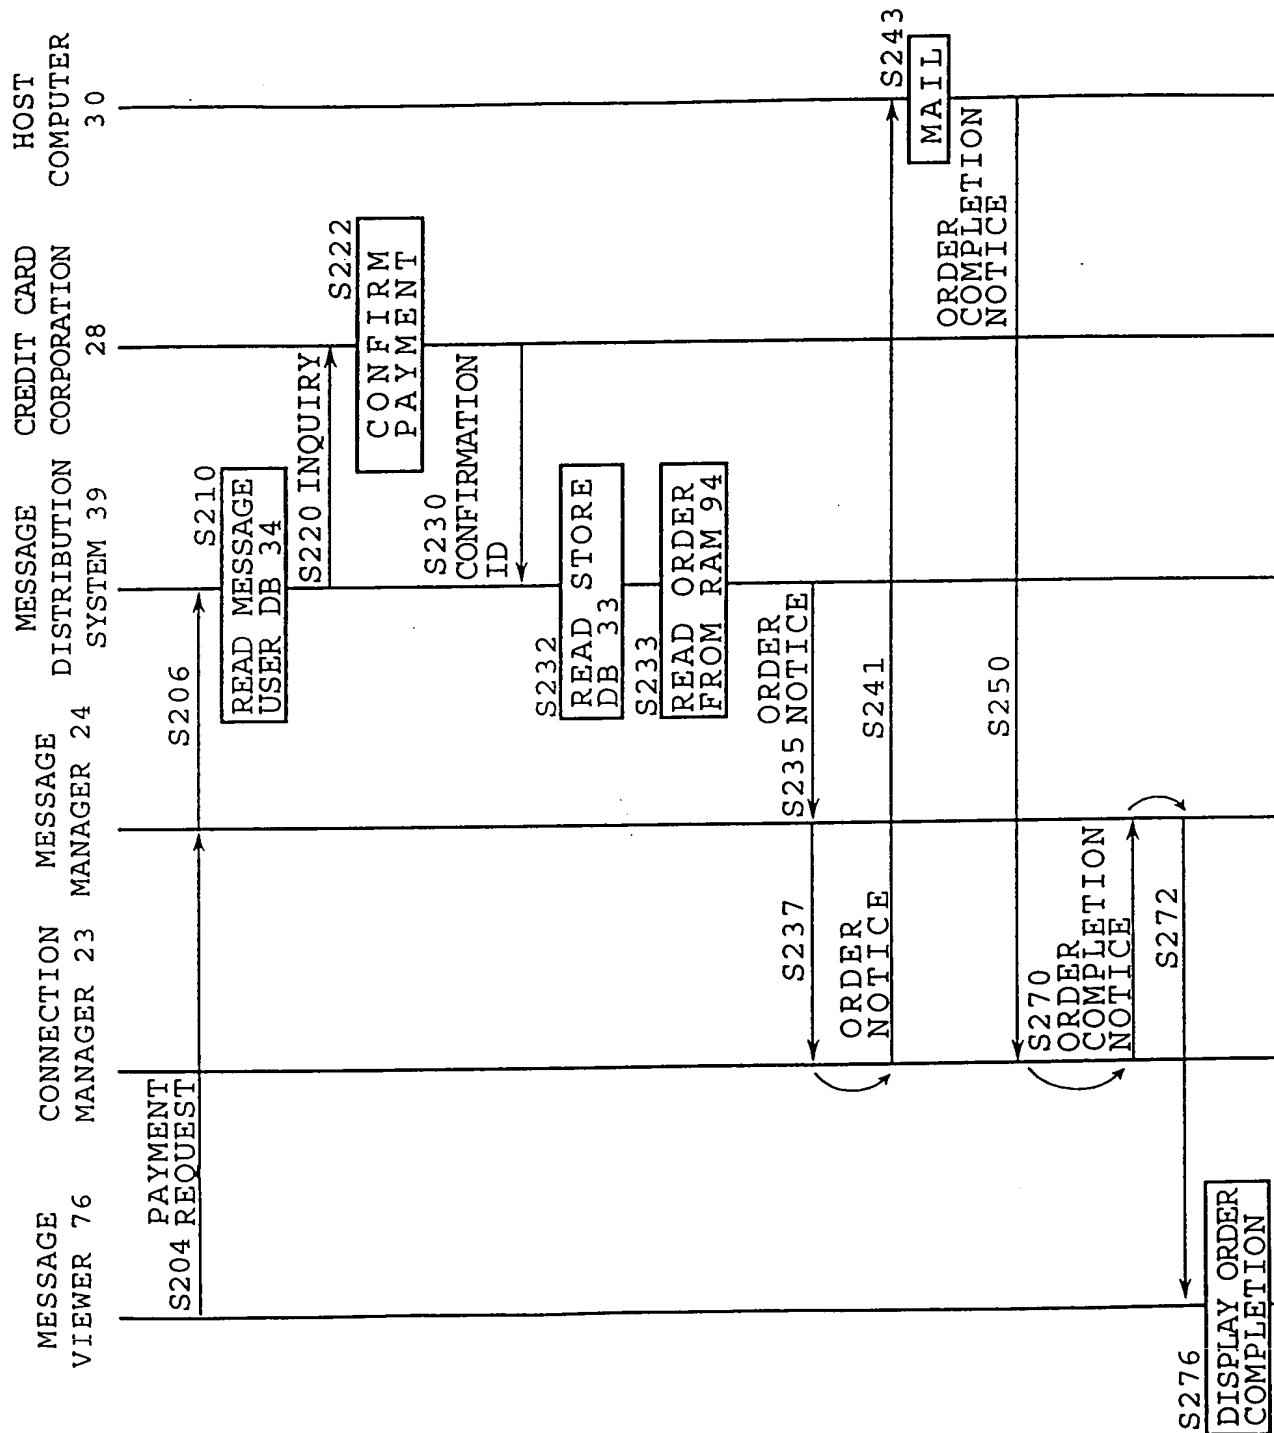 MESSAGE
VIEWER 76
CONNECTION
MANAGER 23
MESSAGE
MANAGER 24
MESSAGE
DISTRIBUTION
SYSTEM 39
CREDIT CARD
CORPORATION
28
HOST
COMPUTER
30
PAYMENT
S204 REQUEST
S206
S210
READ MESSAGE
USER DB 34
S220 INQUIRY
S222
CONFIRM
PAYMENT
S230
CONFIRMATION
ID
S232
READ STORE
DB 33
S233
READ ORDER
FROM RAM 94
ORDER
S235 NOTICE
S237
ORDER
NOTICE
S241
S243
MAIL
ORDER
COMPLETION
NOTICE
S250
S270
ORDER
COMPLETION
NOTICE
S272
S276
DISPLAY ORDER
COMPLETION